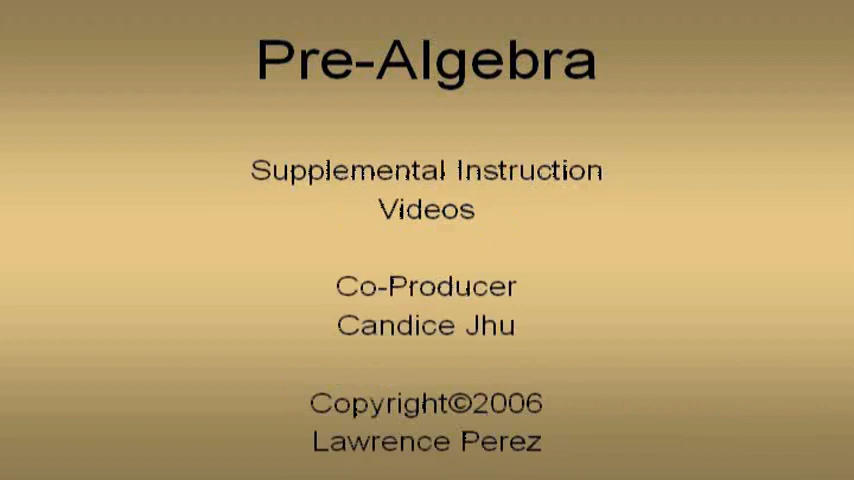 Pre-Algebra
Supplemental Instruction
Videos
Co-Producer
Candice Jhu
Copyright©2006
Lawrence Perez